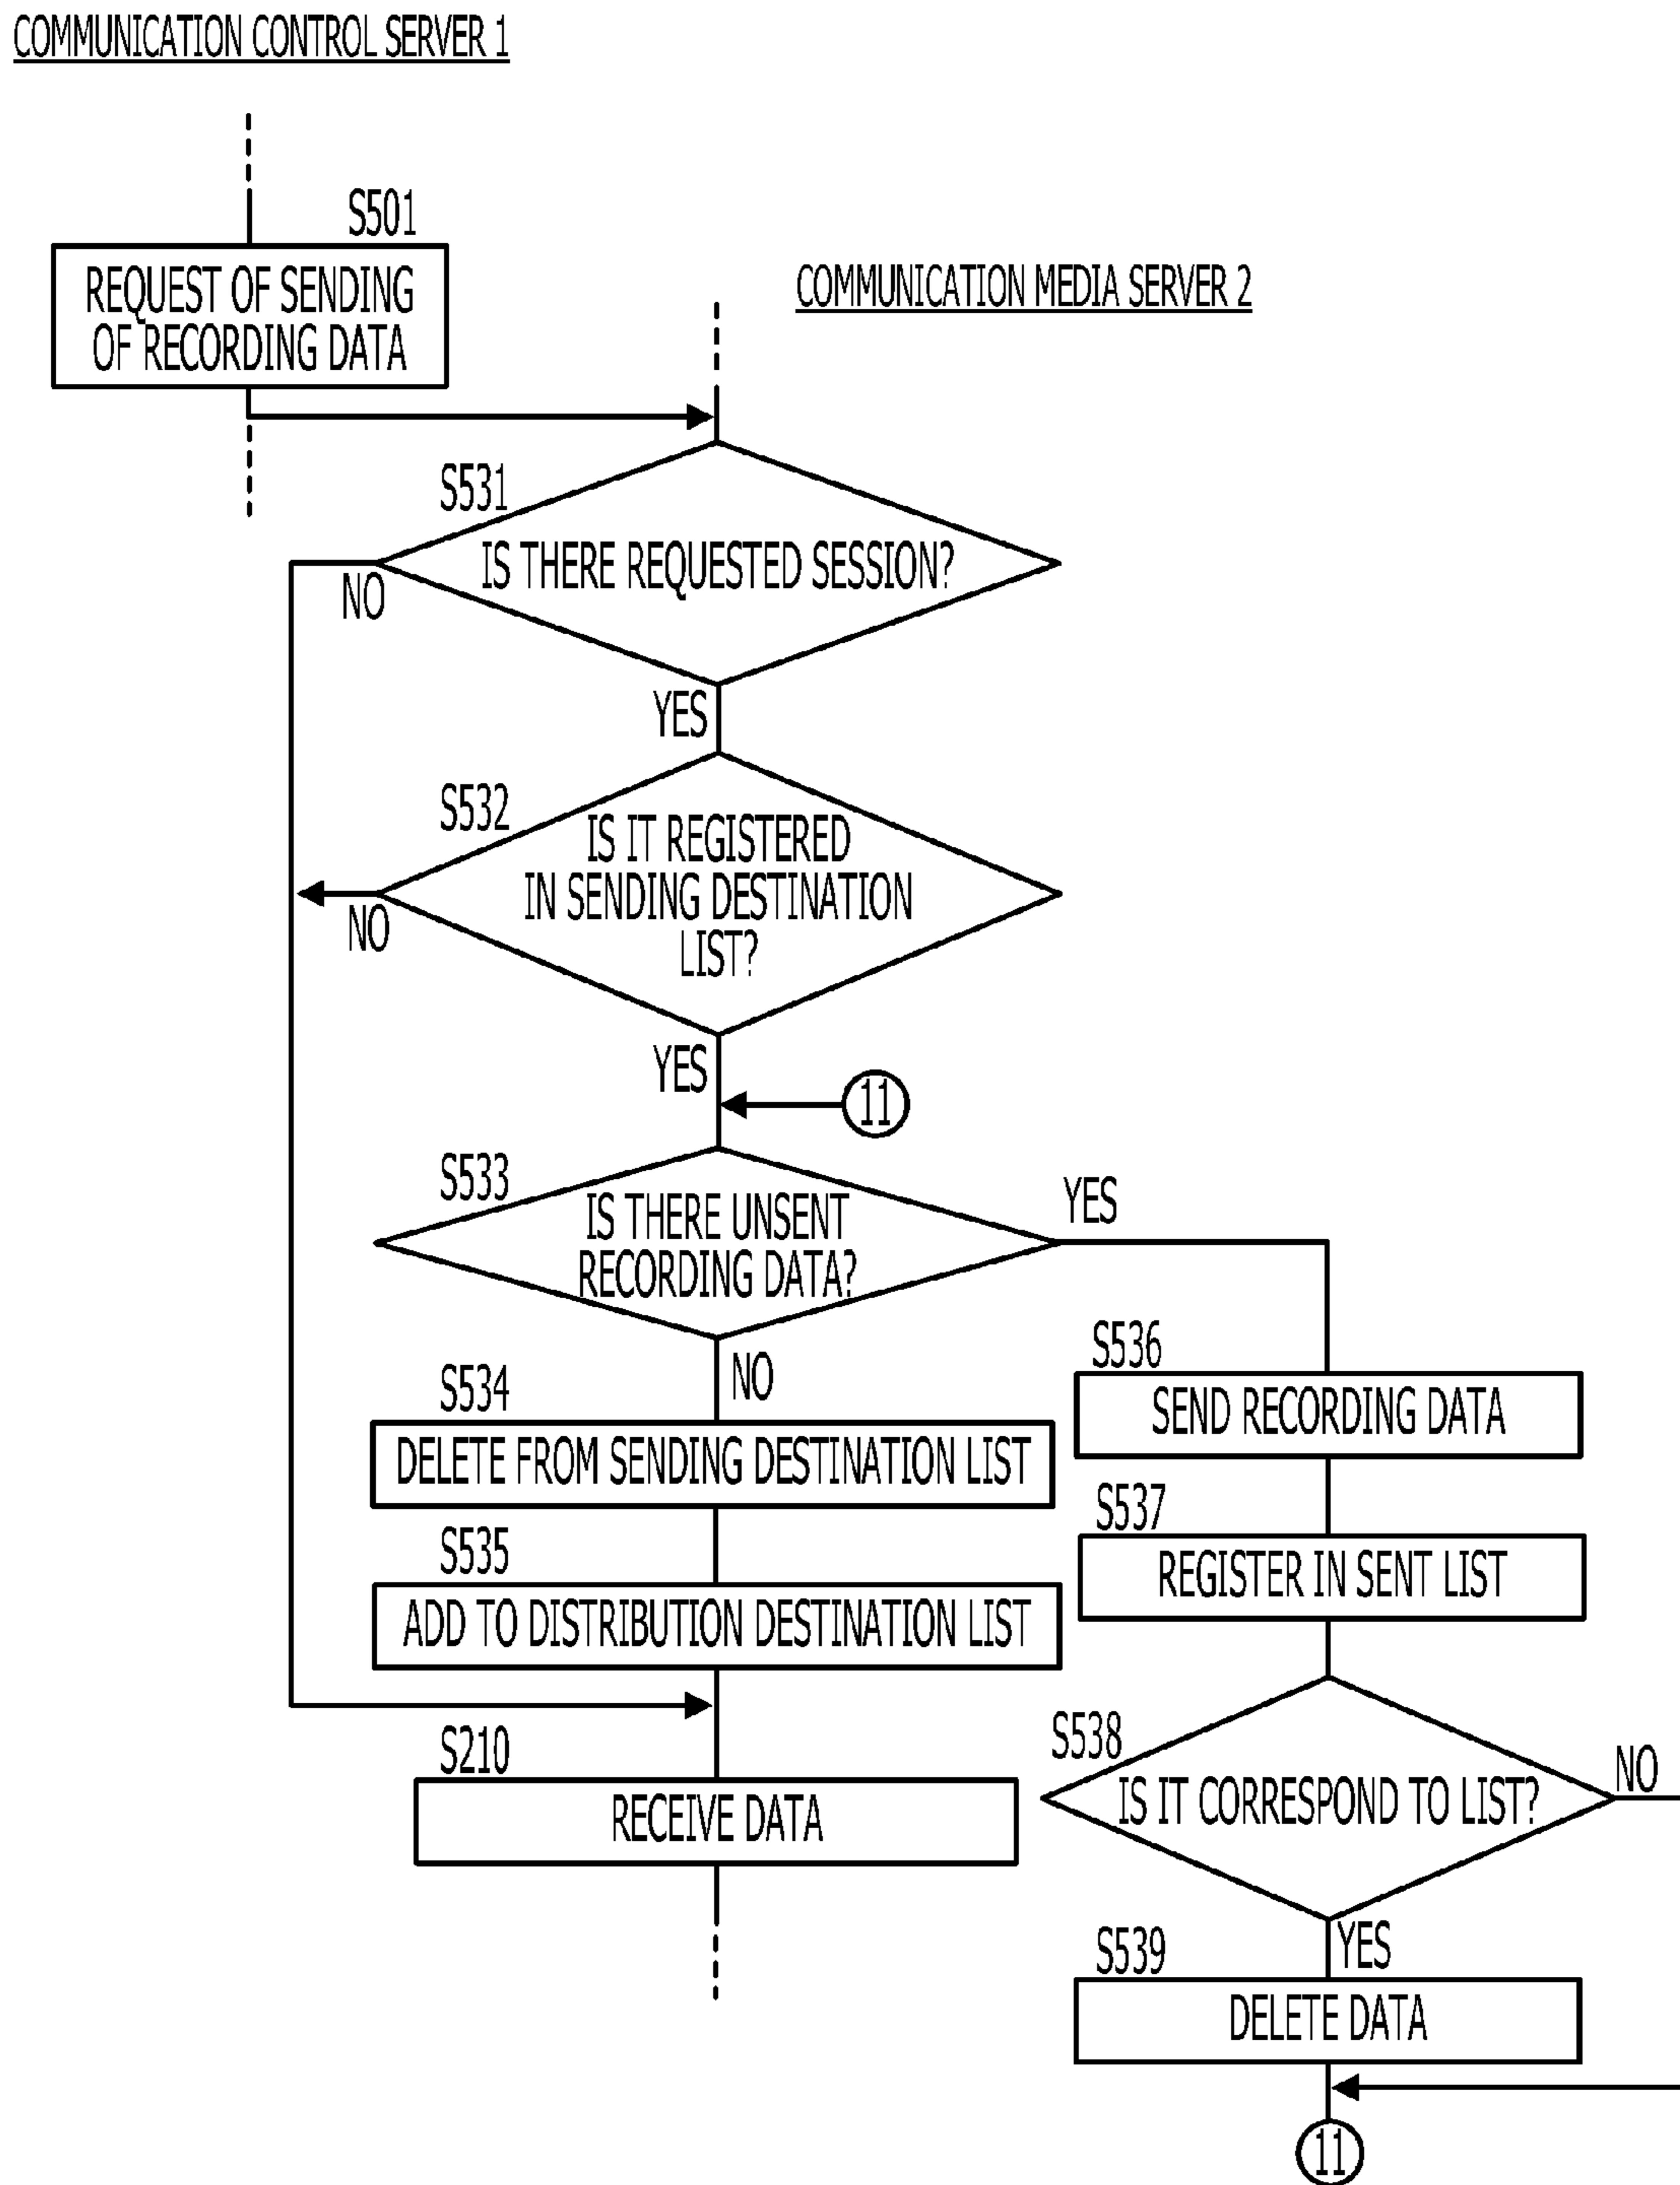 COMMUNICATION CONTROL SERVER 1
S501
REQUEST OF SENDING
OF RECORDING DATA
COMMUNICATION MEDIA SERVER 2
S531
IS THERE REQUESTED SESSION?
NO
YES
S532
IS IT REGISTERED
IN SENDING DESTINATION
LIST?
NO
YES
11
S533
IS THERE UNSENT
RECORDING DATA?
YES
NO
S534
DELETE FROM SENDING DESTINATION LIST
S535
ADD TO DISTRIBUTION DESTINATION LIST
S210
RECEIVE DATA
S536
SEND RECORDING DATA
S537
REGISTER IN SENT LIST
S538
IS IT CORRESPOND TO LIST?
NO
YES
S539
DELETE DATA
11